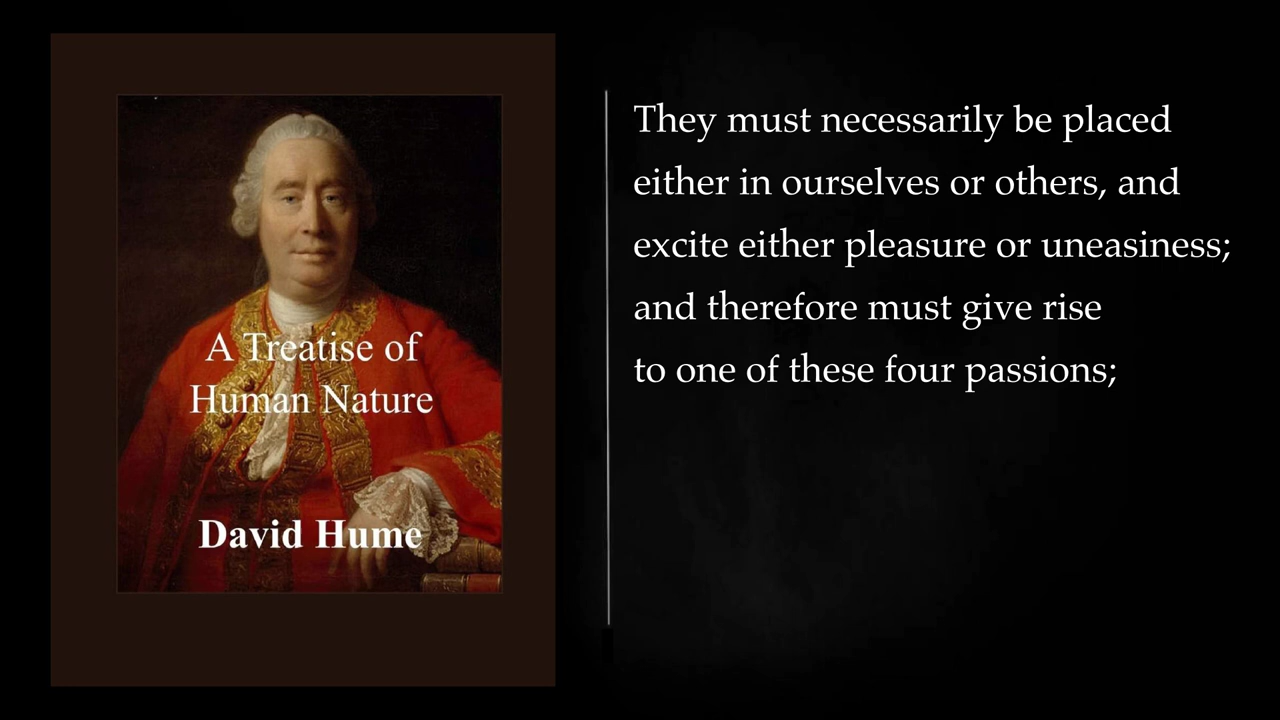 A Treatise of
Human Nature
David Hume
They must necessarily be placed
either in ourselves or others, and
excite either pleasure or uneasiness;
and therefore must give rise
to one of these four passions;